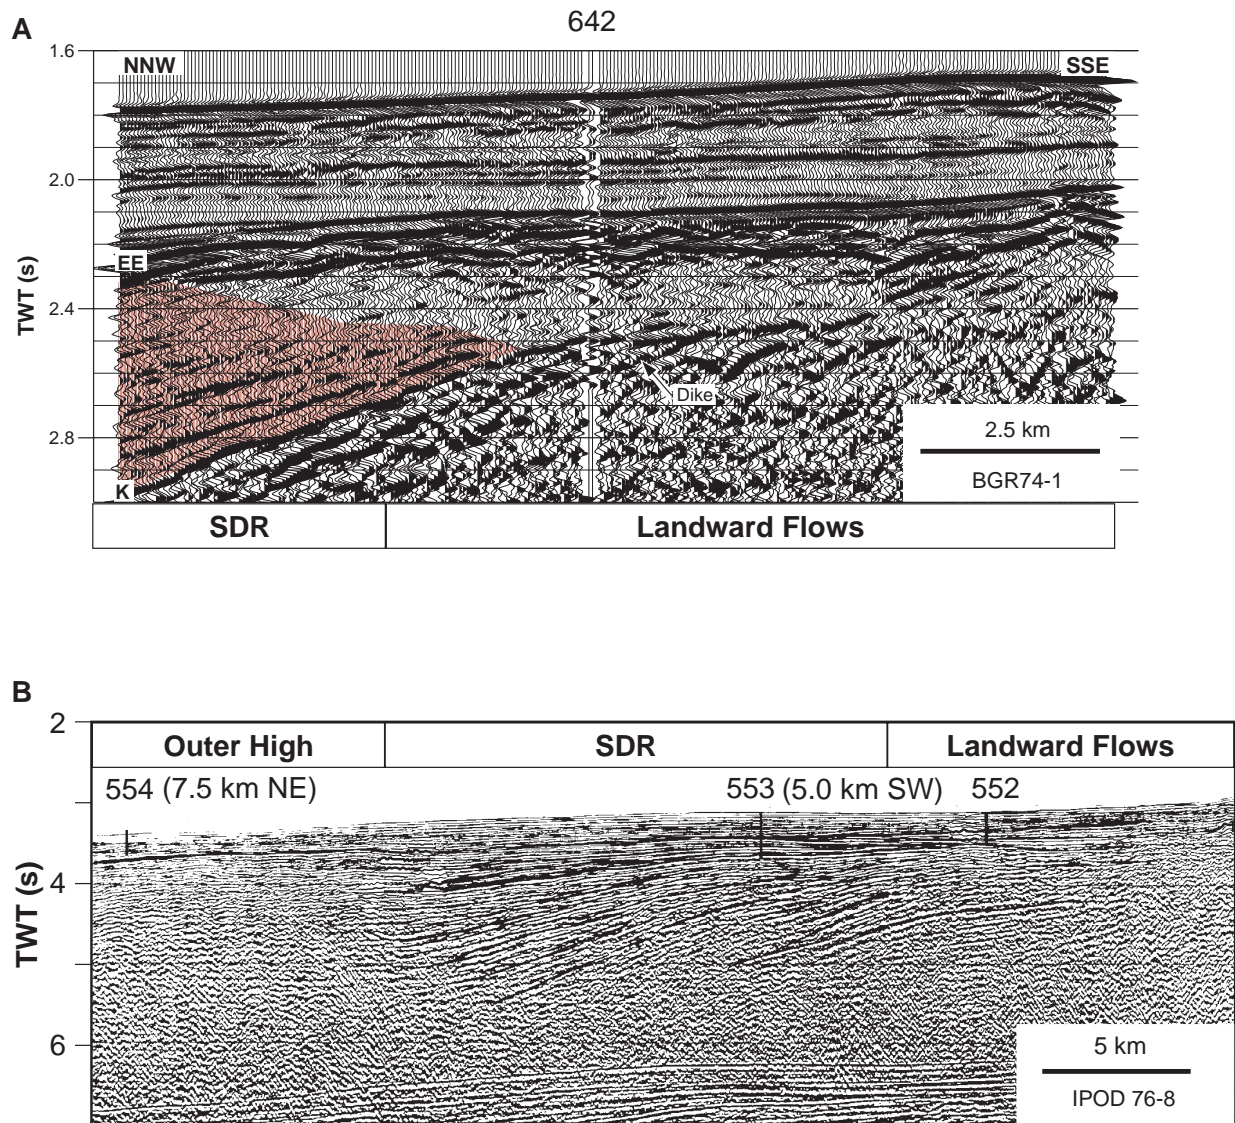 A
642
1.6
NNW
SSE
2.0
EE
TWT (s)
2.4
Dike
2.8
2.5 km
BGR74-1
K
SDR
Landward Flows
B
2
Outer High
SDR
Landward Flows
554 (7.5 km NE)
553 (5.0 km SW)
552
4
TWT (s)
6
5 km
IPOD 76-8